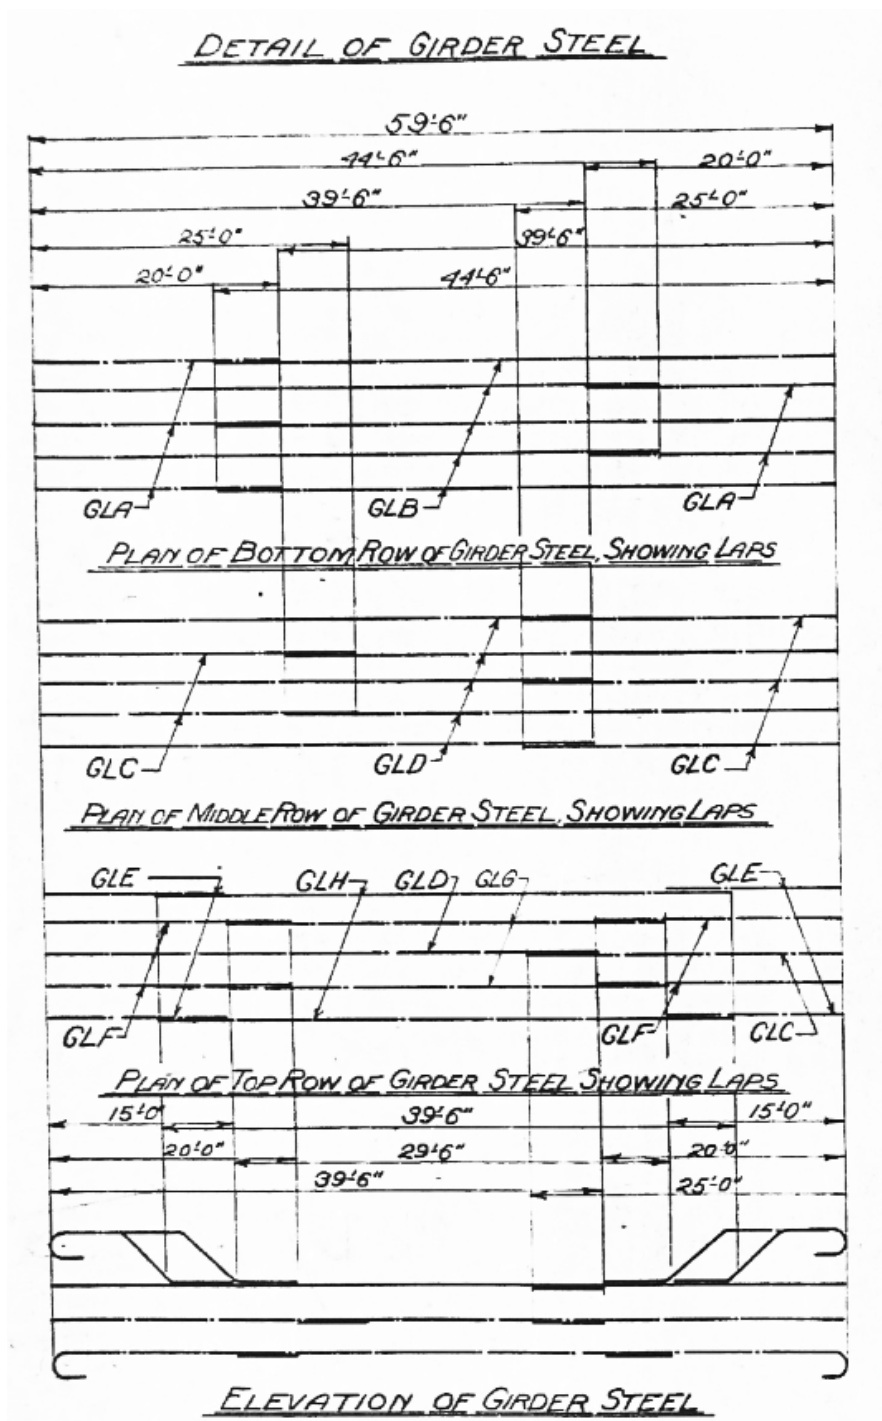 DETAIL OF GIRDER STEEL
59'-6"
44'-6" 20'-0"
39'-6" 25'-0"
25'-0" 39'-6"
20'-0" 44'-6"
GLA GLB GLA
PLAN OF BOTTOM ROW OF GIRDER STEEL, SHOWING LAPS
GLC GLD GLC
PLAN OF MIDDLE ROW OF GIRDER STEEL, SHOWING LAPS
GLE GLH GLD GLG GLE
GLF GLF GLC
PLAN OF TOP ROW OF GIRDER STEEL SHOWING LAPS
15'-0" 39'-6" 15'-0"
20'-0" 29'-6" 20'-0"
39'-6" 25'-0"
ELEVATION OF GIRDER STEEL